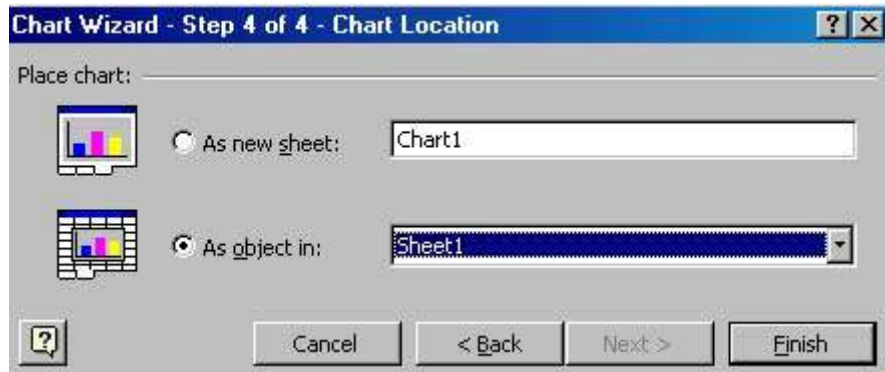 Chart Wizard - Step 4 of 4 - Chart Location
Place chart:
As new sheet: Chart1
As object in: Sheet1
Cancel < Back Next > Finish